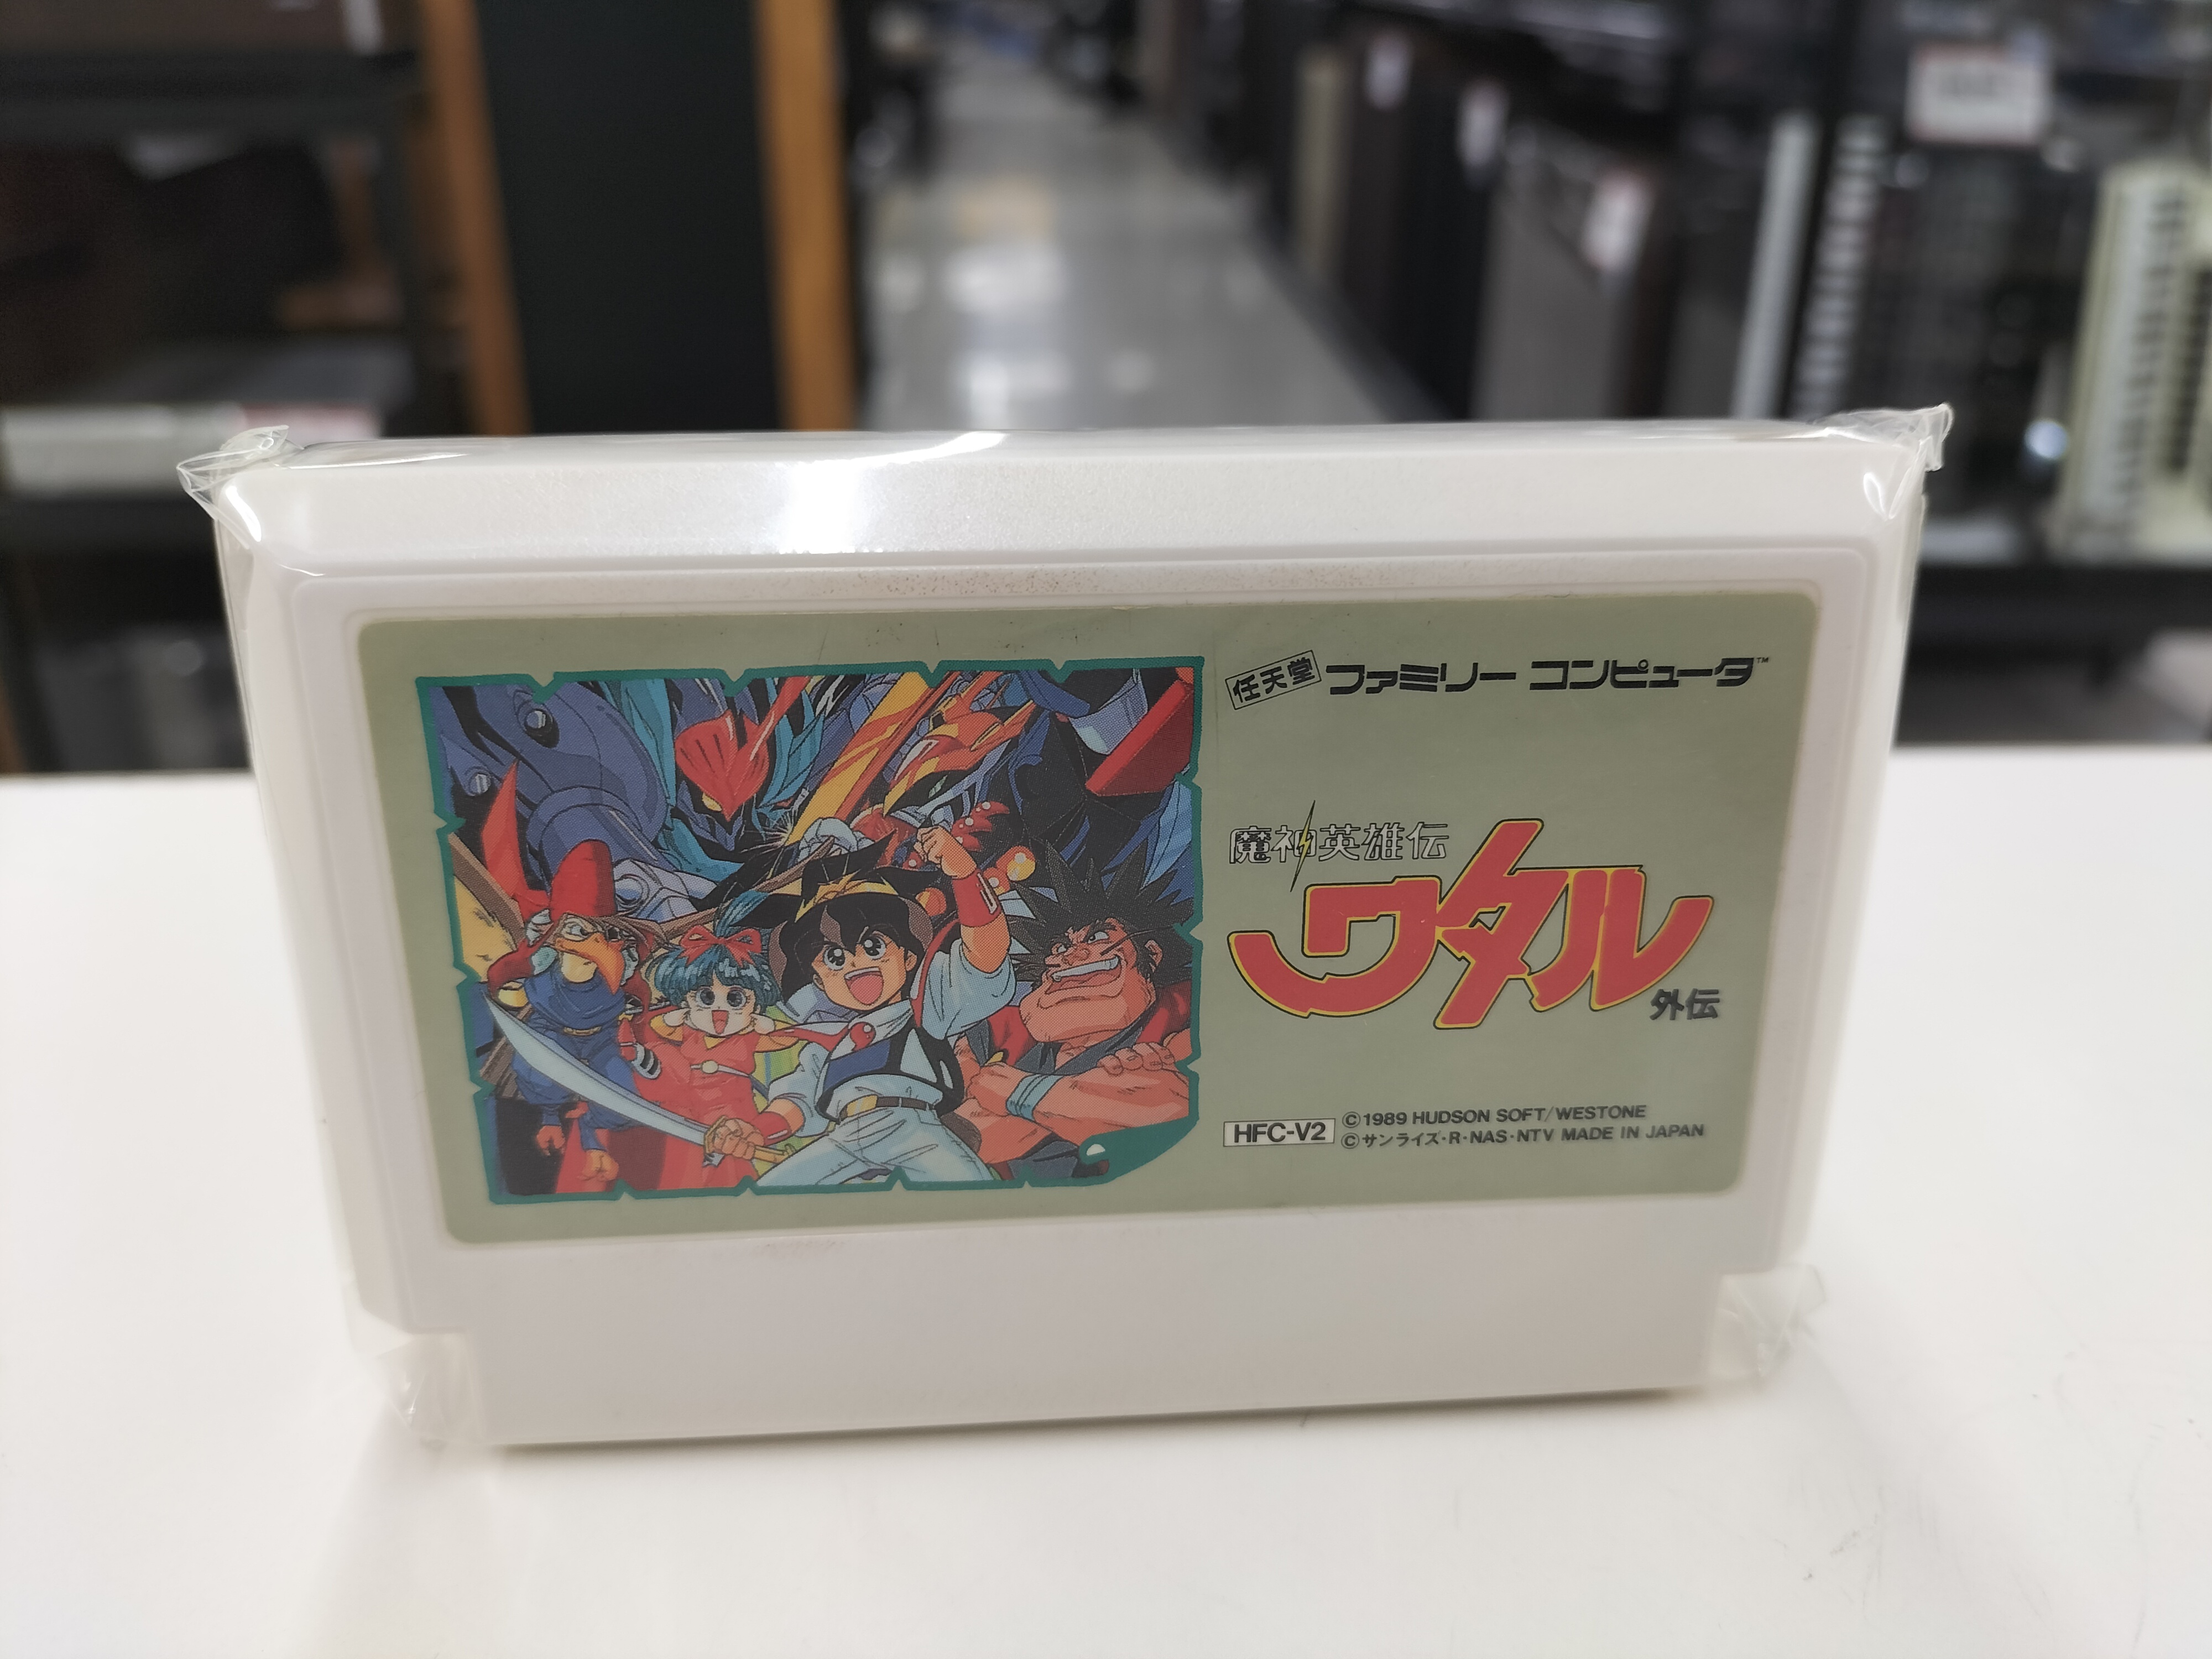 任天堂 ファミリー コンピュータ™
魔神英雄伝
ワタル
外伝
HFC-V2
©1989 HUDSON SOFT/WESTONE
©サンライズ・R・NAS・NTV MADE IN JAPAN